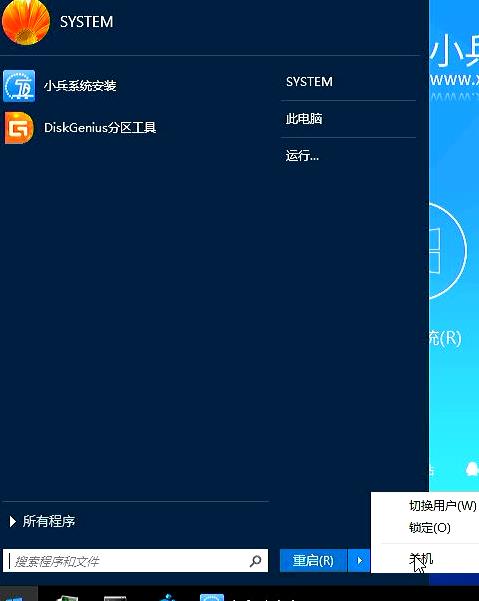 SYSTEM
小兵
小兵系统安装
SYSTEM
www.x
DiskGenius分区工具
此电脑
运行...
统(R)
站
所有程序
切换用户(W)
锁定(O)
搜索程序和文件
重启(R)
关机